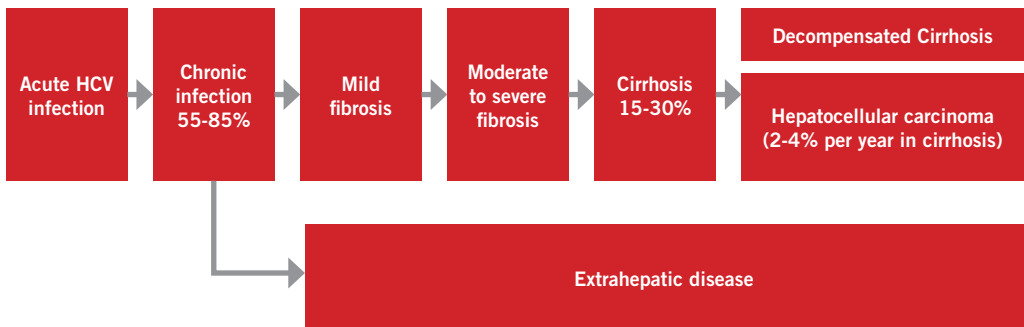 Acute HCV
infection
Chronic
infection
55-85%
Mild
fibrosis
Moderate
to severe
fibrosis
Cirrhosis
15-30%
Decompensated Cirrhosis
Hepatocellular carcinoma
(2-4% per year in cirrhosis)
Extrahepatic disease